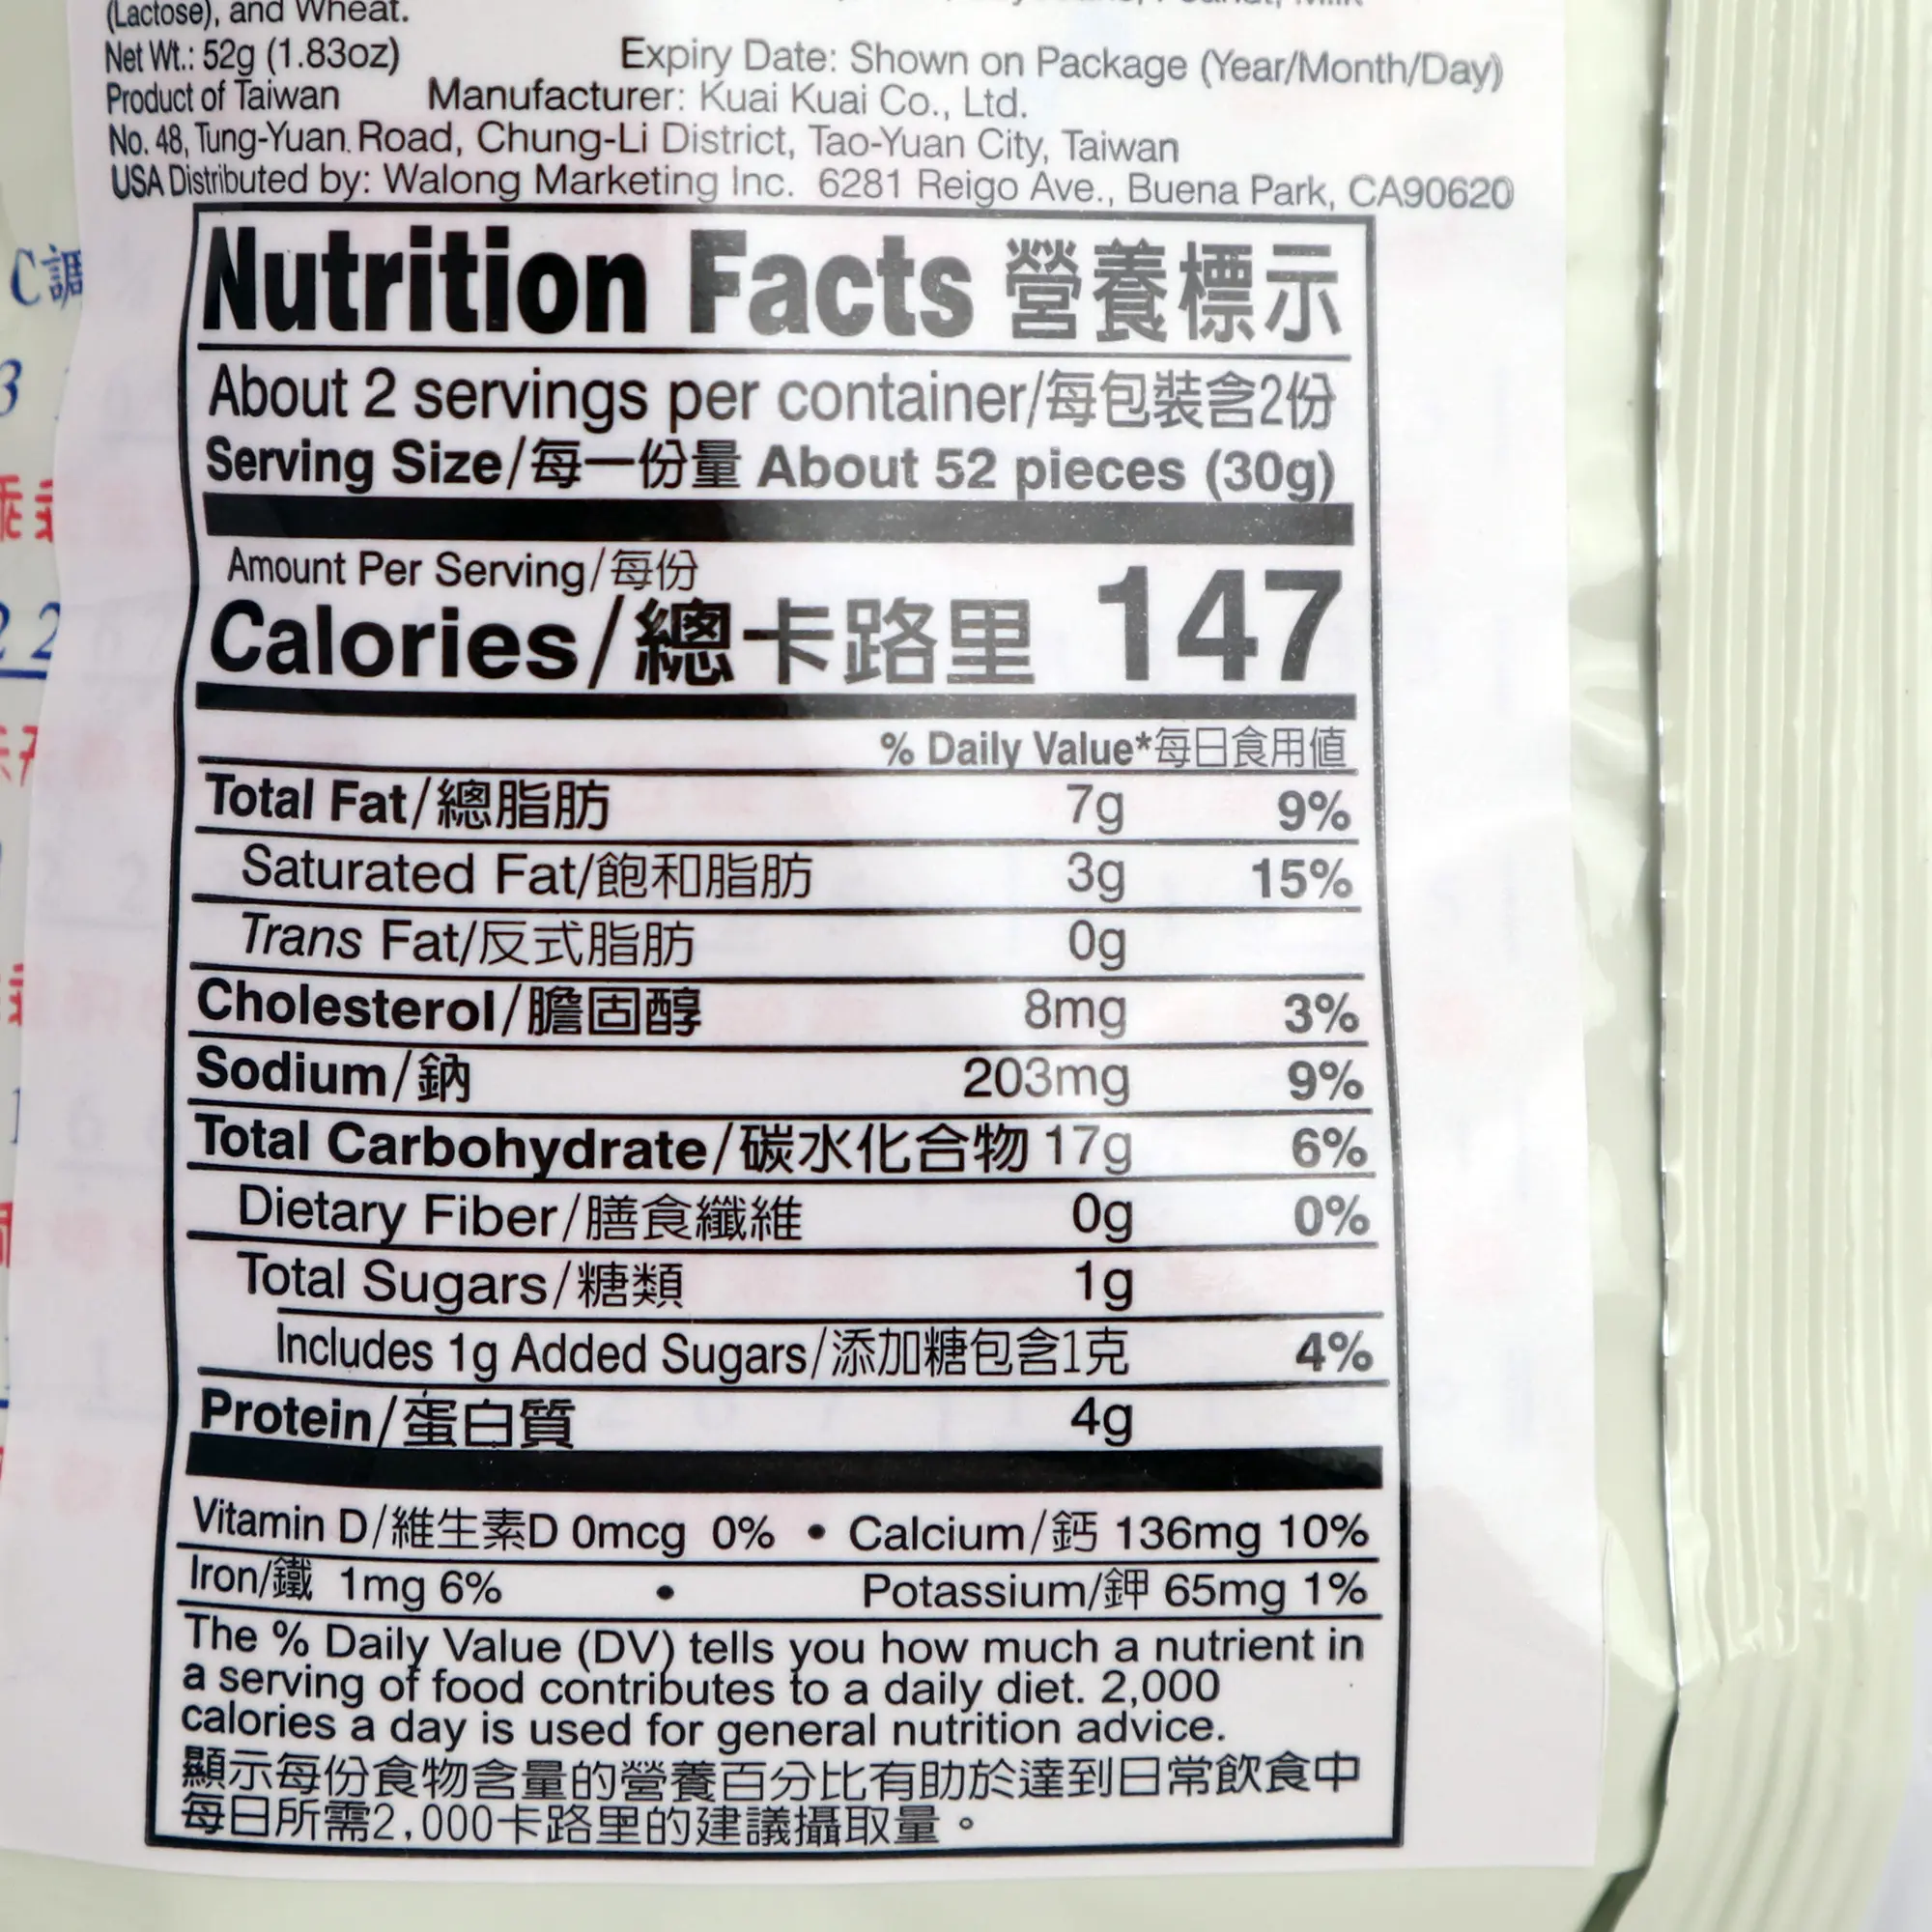 (Lactose), and Wheat.
Net Wt.: 52g (1.83oz) Expiry Date: Shown on Package (Year/Month/Day)
Product of Taiwan Manufacturer: Kuai Kuai Co., Ltd.
No. 48, Tung-Yuan. Road, Chung-Li District, Tao-Yuan City, Taiwan
USA Distributed by: Walong Marketing Inc. 6281 Reigo Ave., Buena Park, CA90620
Nutrition Facts 營養標示
About 2 servings per container/每包裝含2份
Serving Size/每一份量 About 52 pieces (30g)
Amount Per Serving/每份
Calories/總卡路里 147
% Daily Value*每日食用值
Total Fat/總脂肪 7g 9%
Saturated Fat/飽和脂肪 3g 15%
Trans Fat/反式脂肪 0g
Cholesterol/膽固醇 8mg 3%
Sodium/鈉 203mg 9%
Total Carbohydrate/碳水化合物 17g 6%
Dietary Fiber/膳食纖維 0g 0%
Total Sugars/糖類 1g
Includes 1g Added Sugars/添加糖包含1克 4%
Protein/蛋白質 4g
Vitamin D/維生素D 0mcg 0% • Calcium/鈣 136mg 10%
Iron/鐵 1mg 6% • Potassium/鉀 65mg 1%
The % Daily Value (DV) tells you how much a nutrient in
a serving of food contributes to a daily diet. 2,000
calories a day is used for general nutrition advice.
顯示每份食物含量的營養百分比有助於達到日常飲食中
每日所需2,000卡路里的建議攝取量。
C調